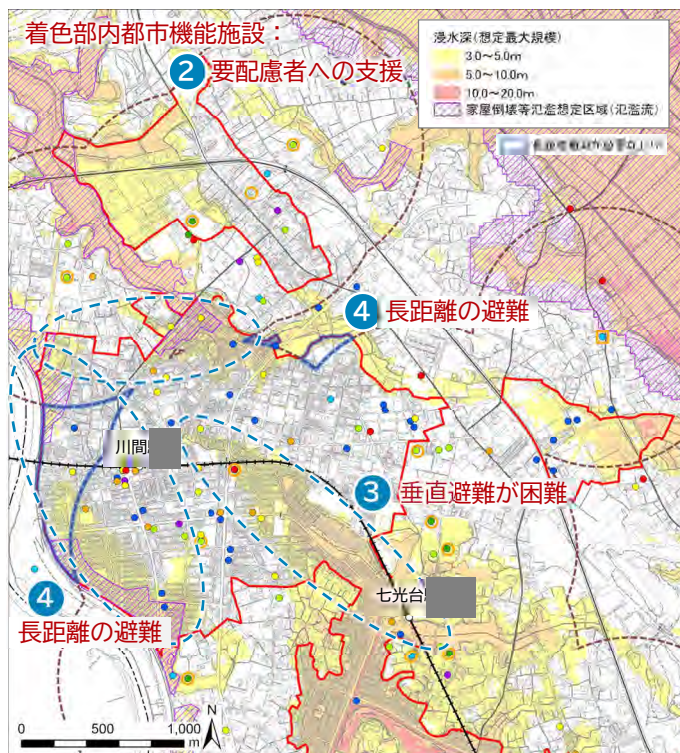 着色部内都市機能施設：
2 要配慮者への支援
浸水深（想定最大規模）
3.0～5.0m
5.0～10.0m
10.0～20.0m
家屋倒壊等氾濫想定区域（氾濫流）
4 長距離の避難
川間
3 垂直避難が困難
七光台
4
長距離の避難
N
0 500 1,000
m